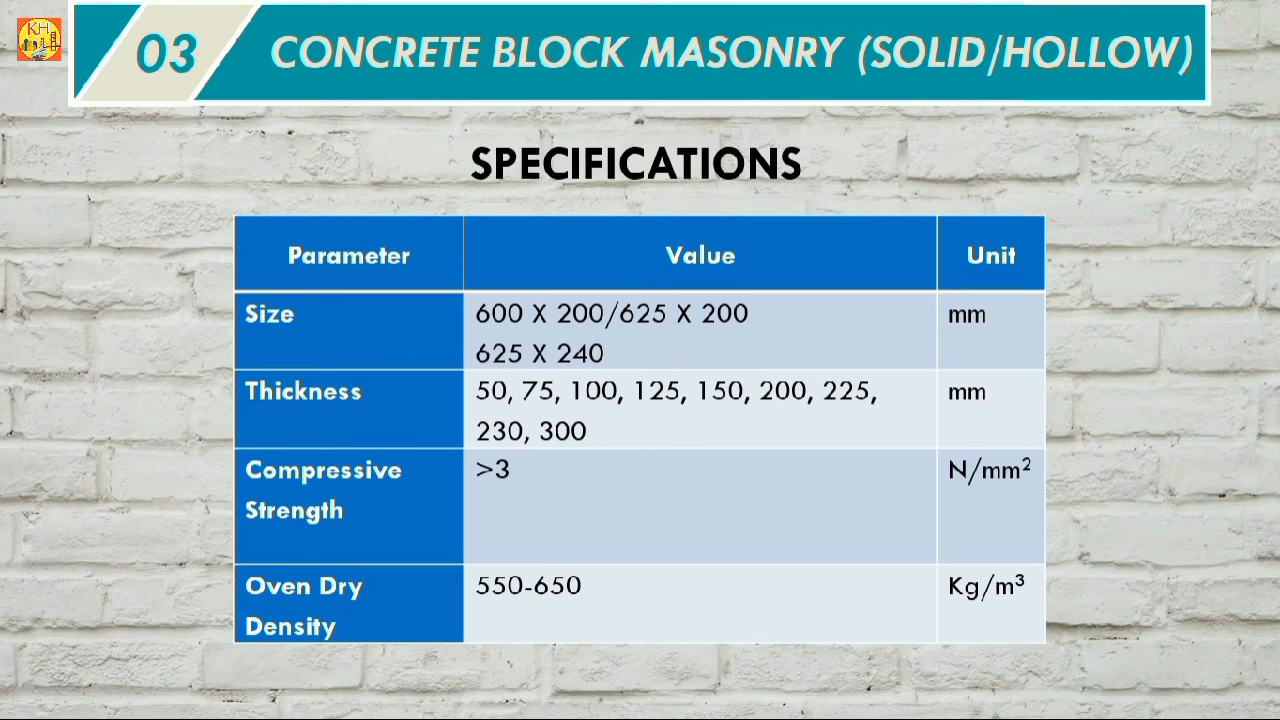 KH
03 CONCRETE BLOCK MASONRY (SOLID/HOLLOW)
SPECIFICATIONS
Parameter Value Unit
Size 600 X 200/625 X 200 mm
625 X 240
Thickness 50, 75, 100, 125, 150, 200, 225, mm
230, 300
Compressive >3 N/mm²
Strength
Oven Dry 550-650 Kg/m³
Density